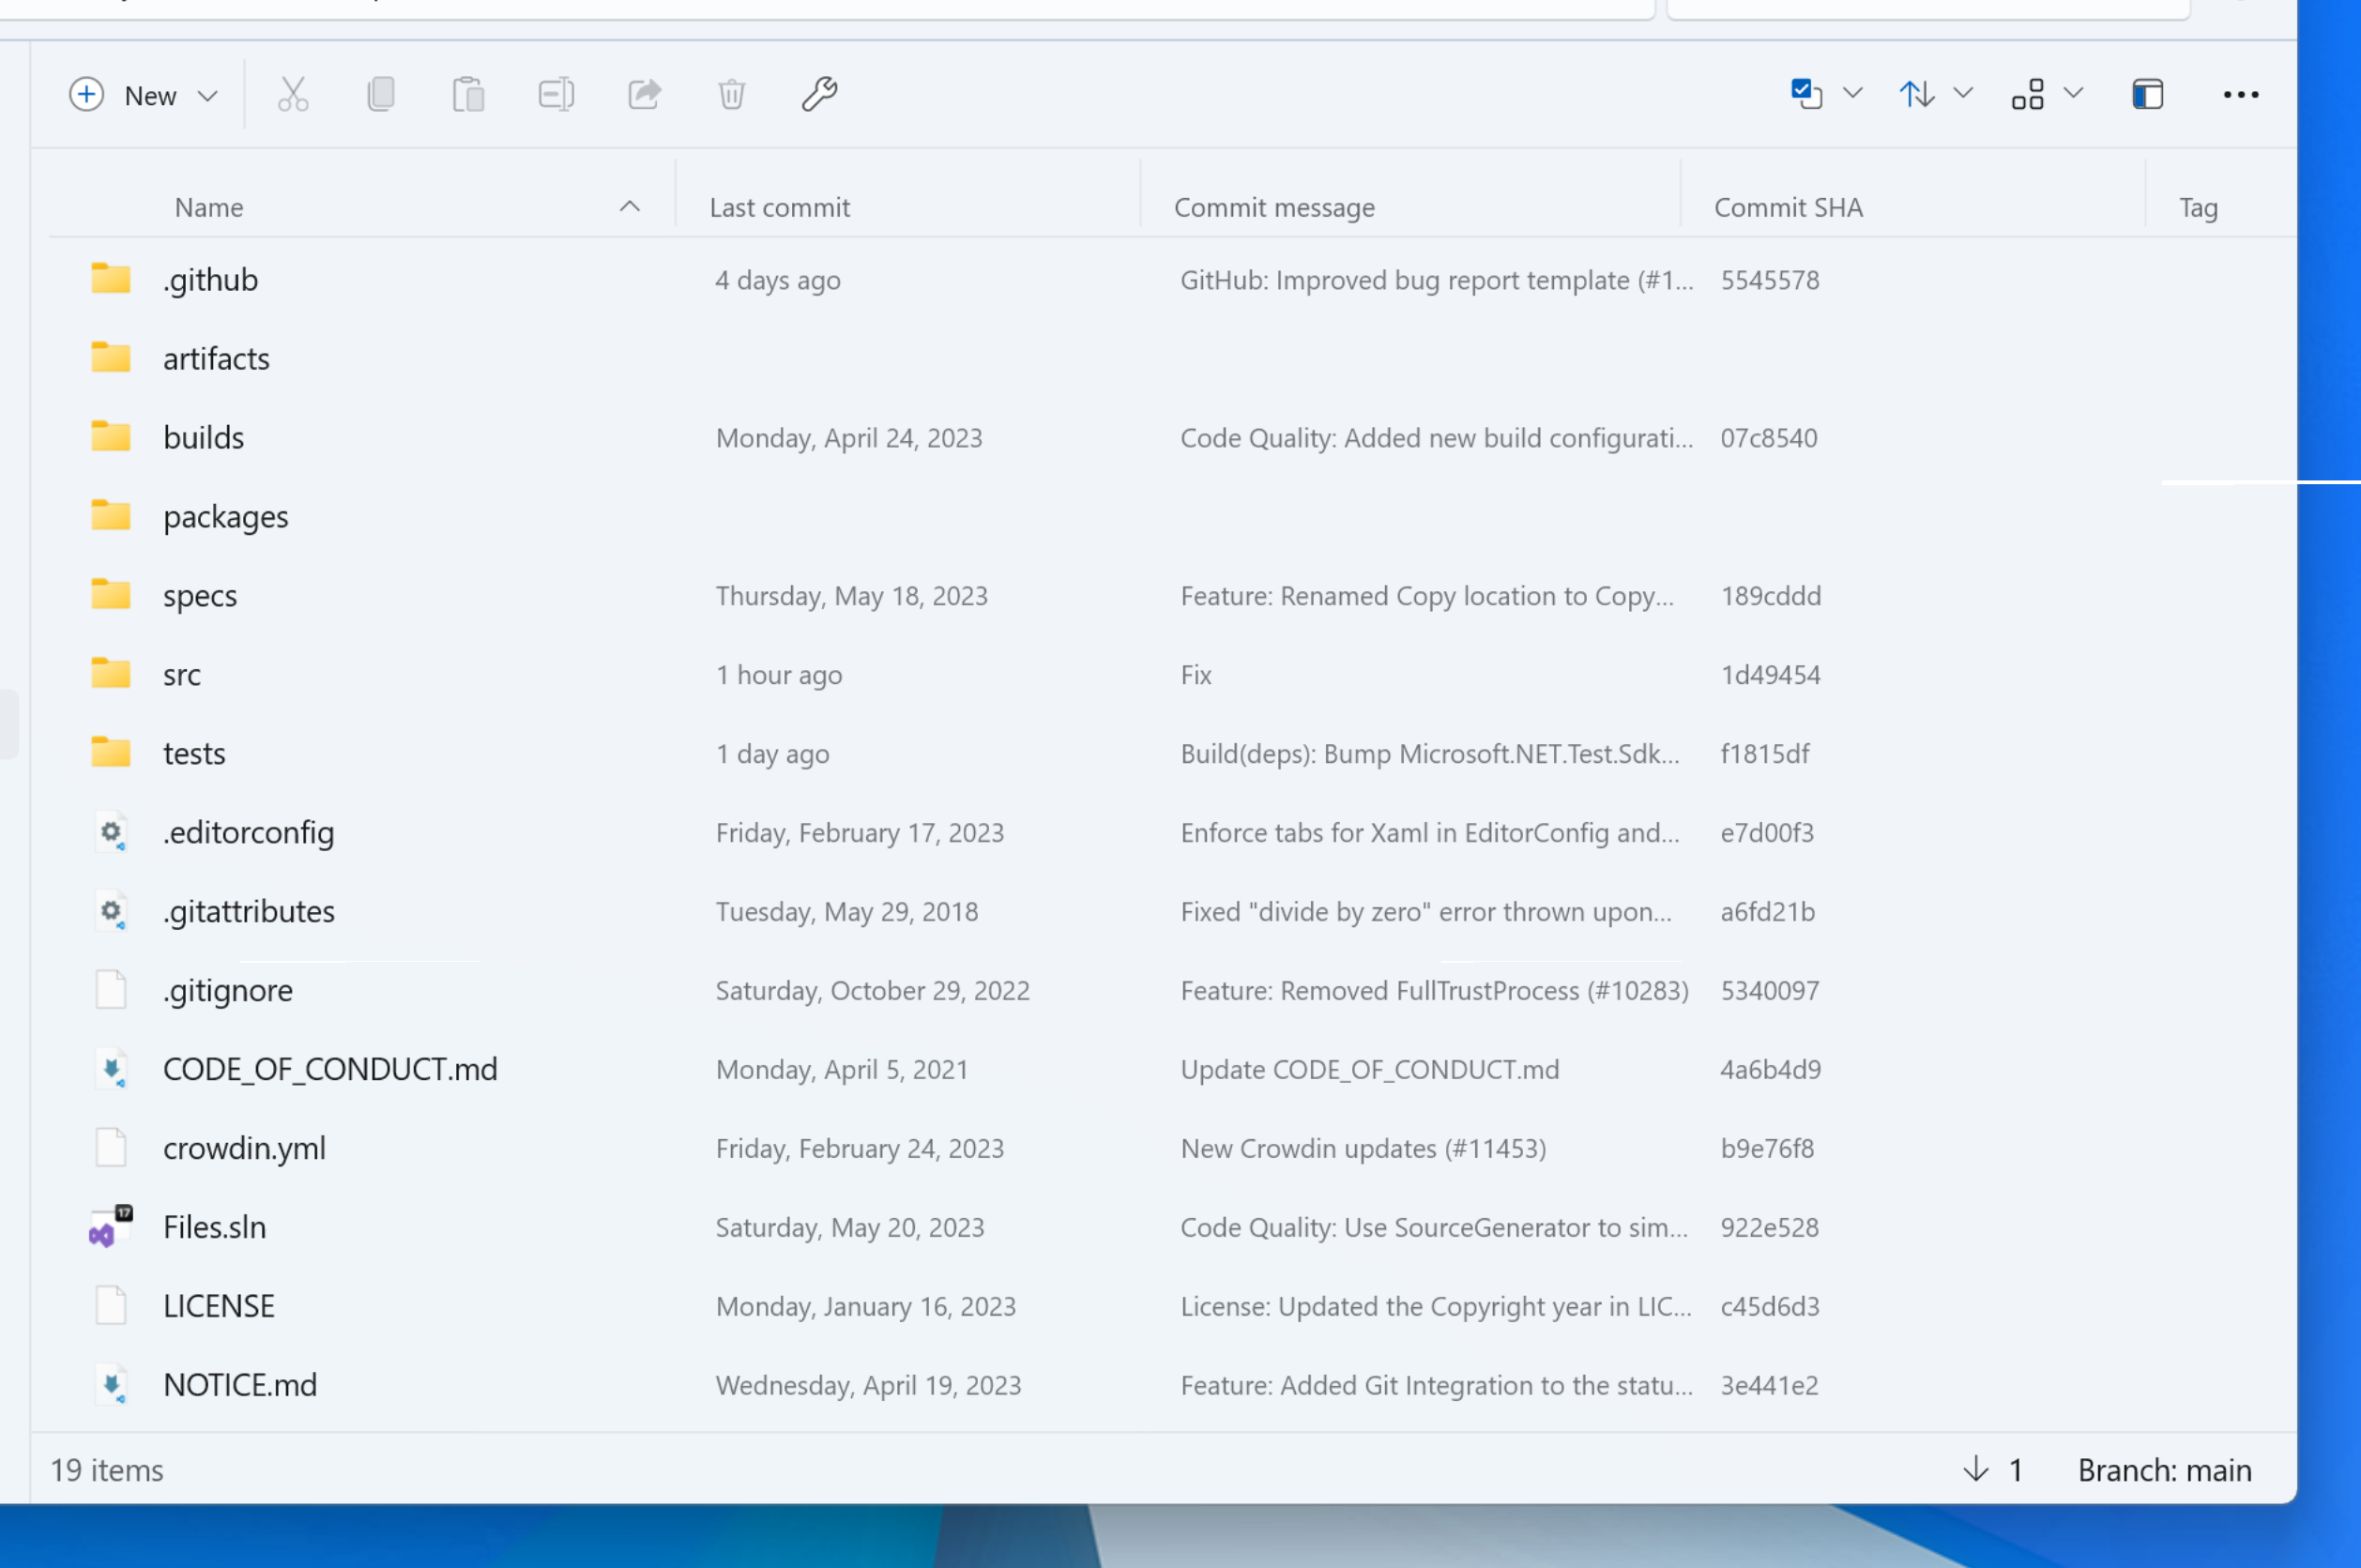 New
Name Last commit Commit message Commit SHA Tag
.github 4 days ago GitHub: Improved bug report template (#1... 5545578
artifacts
builds Monday, April 24, 2023 Code Quality: Added new build configurati... 07c8540
packages
specs Thursday, May 18, 2023 Feature: Renamed Copy location to Copy... 189cddd
src 1 hour ago Fix 1d49454
tests 1 day ago Build(deps): Bump Microsoft.NET.Test.Sdk... f1815df
.editorconfig Friday, February 17, 2023 Enforce tabs for Xaml in EditorConfig and... e7d00f3
.gitattributes Tuesday, May 29, 2018 Fixed "divide by zero" error thrown upon... a6fd21b
.gitignore Saturday, October 29, 2022 Feature: Removed FullTrustProcess (#10283) 5340097
CODE_OF_CONDUCT.md Monday, April 5, 2021 Update CODE_OF_CONDUCT.md 4a6b4d9
crowdin.yml Friday, February 24, 2023 New Crowdin updates (#11453) b9e76f8
17
Files.sln Saturday, May 20, 2023 Code Quality: Use SourceGenerator to sim... 922e528
LICENSE Monday, January 16, 2023 License: Updated the Copyright year in LIC... c45d6d3
NOTICE.md Wednesday, April 19, 2023 Feature: Added Git Integration to the statu... 3e441e2
19 items 1 Branch: main